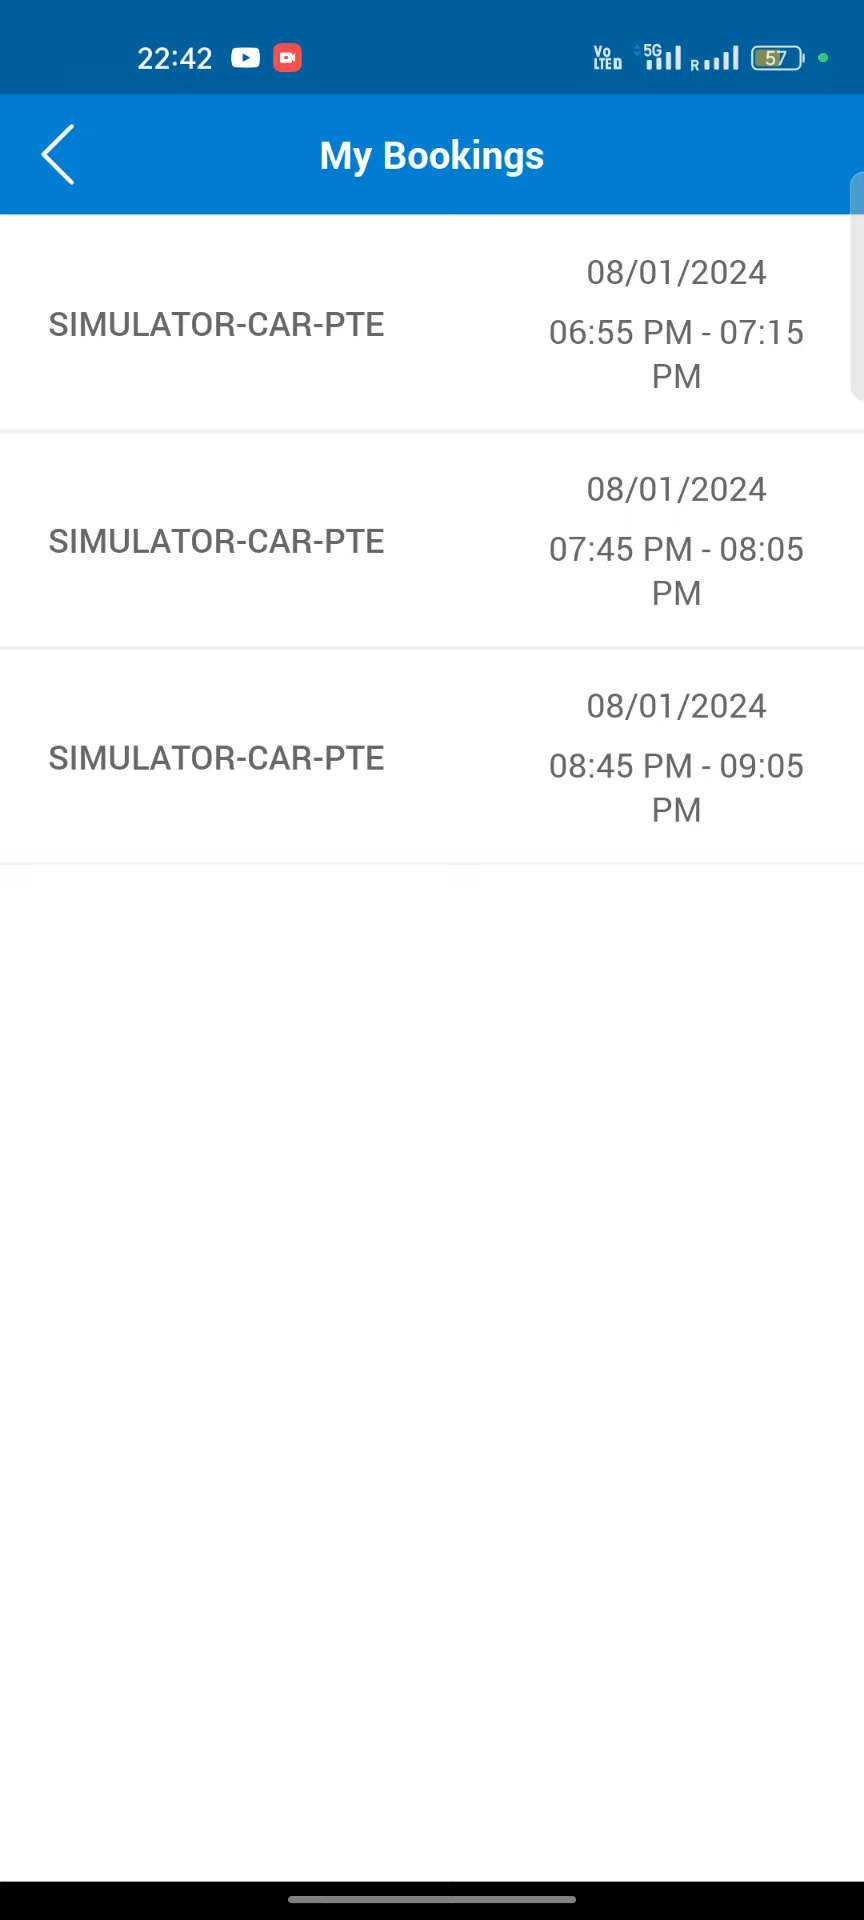 22:42
Vo LTE 5G R 57
My Bookings
08/01/2024
SIMULATOR-CAR-PTE
06:55 PM - 07:15
PM
08/01/2024
SIMULATOR-CAR-PTE
07:45 PM - 08:05
PM
08/01/2024
SIMULATOR-CAR-PTE
08:45 PM - 09:05
PM